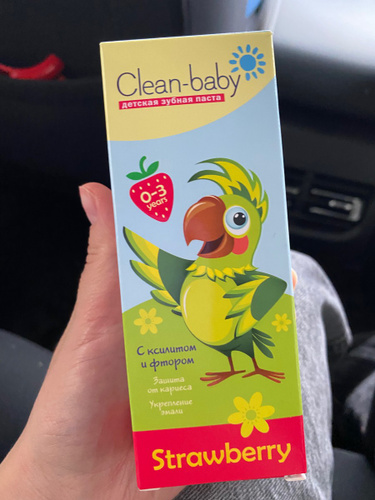 Clean-baby
детская зубная паста
0-3
years
С ксилитом
и фтором
Защита
от кариеса
Укрепление
эмали
Strawberry